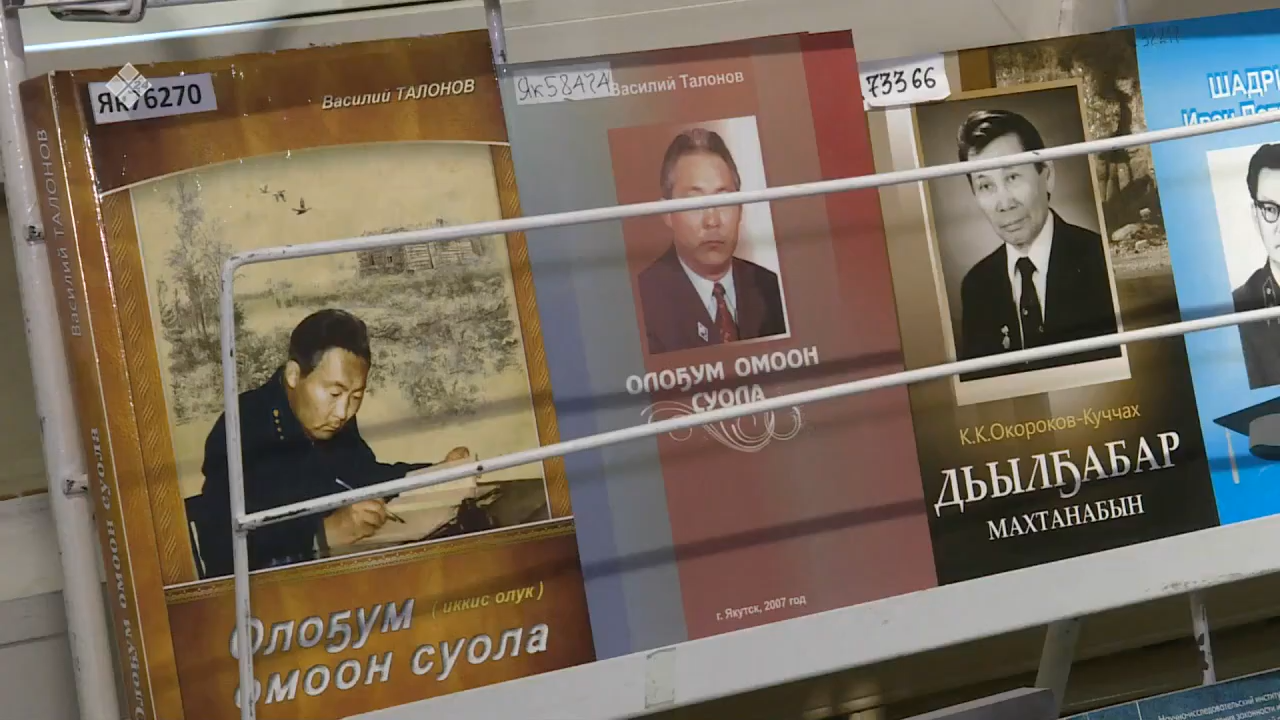 Як76270
Василий ТАЛОНОВ
Василий ТАЛОНОВ
Олоҕум омоон суола
Олоҕум
( иккис олук )
омоон суола
Як58474
Василий Талонов
ОЛОҔУМ ОМООН
СУОЛА
г. Якутск, 2007 год
73366
К.К.Окороков-Куччах
ДЬЫЛҔАБАР
МАХТАНАБЫН